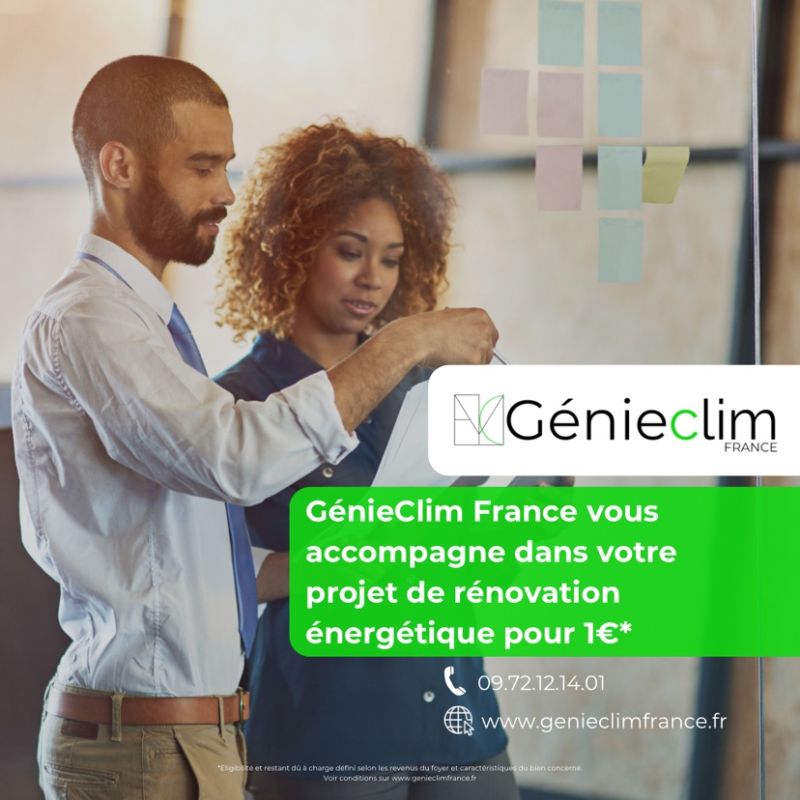 Génieclim
FRANCE
GénieClim France vous
accompagne dans votre
projet de rénovation
énergétique pour 1€*
09.72.12.14.01
www.genieclimfrance.fr
*Eligibilité et restant dû à charge défini selon les revenus du foyer et caractéristiques du bien concerné.
Voir conditions sur www.genieclimfrance.fr